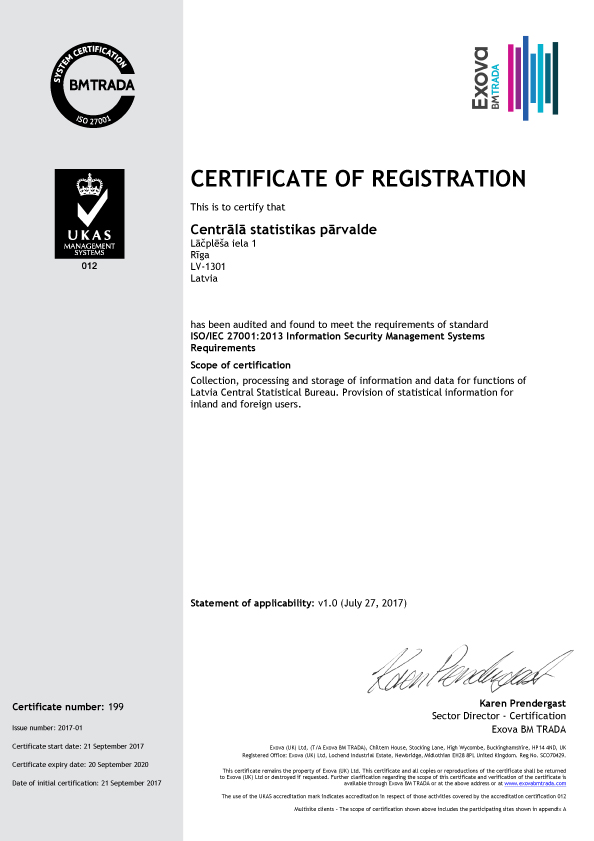 SYSTEM CERTIFICATION
BMTRADA
ISO 27001
Exova
BMTRADA
UKAS
MANAGEMENT
SYSTEMS
012
CERTIFICATE OF REGISTRATION
This is to certify that
Centrālā statistikas pārvalde
Lāčplēša iela 1
Rīga
LV-1301
Latvia
has been audited and found to meet the requirements of standard
ISO/IEC 27001:2013 Information Security Management Systems
Requirements
Scope of certification
Collection, processing and storage of information and data for functions of
Latvia Central Statistical Bureau. Provision of statistical information for
inland and foreign users.
Statement of applicability: v1.0 (July 27, 2017)
Karen Prendergast
Karen Prendergast
Sector Director - Certification
Exova BM TRADA
Certificate number: 199
Issue number: 2017-01
Certificate start date: 21 September 2017
Certificate expiry date: 20 September 2020
Date of initial certification: 21 September 2017
Exova (UK) Ltd, (T/A Exova BM TRADA), Chiltern House, Stocking Lane, High Wycombe, Buckinghamshire, HP14 4ND, UK
Registered Office: Exova (UK) Ltd, Lochend Industrial Estate, Newbridge, Midlothian EH28 8PL United Kingdom. Reg No. SCO70429.
This certificate remains the property of Exova (UK) Ltd. This certificate and all copies or reproductions of the certificate shall be returned
to Exova (UK) Ltd or destroyed if requested. Further clarification regarding the scope of this certificate and verification of the certificate is
available through Exova BM TRADA or at the above address or at www.exovabmtrada.com
The use of the UKAS accreditation mark indicates accreditation in respect of those activities covered by the accreditation certification 012
Multisite clients - The scope of certification shown above includes the participating sites shown in appendix A